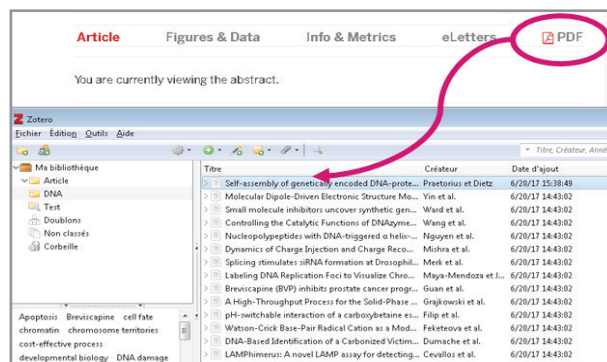 Article Figures & Data Info & Metrics eLetters PDF
You are currently viewing the abstract.
Zotero
Fichier Édition Outils Aide
Titre, Créateur, Anné
Ma bibliothèque
Article
DNA
Test
Doublons
Non classés
Corbeille
Titre Créateur Date d'ajout
Self-assembly of genetically encoded DNA-prote... Praetorius et Dietz 6/20/17 15:38:49
Molecular Dipole-Driven Electronic Structure Mo... Yin et al. 6/20/17 14:43:02
Small molecule inhibitors uncover synthetic gen... Ward et al. 6/20/17 14:43:02
Controlling the Catalytic Functions of DNAzyme... Wang et al. 6/20/17 14:43:02
Nucleopolypeptides with DNA-triggered α helix-... Nguyen et al. 6/20/17 14:43:02
Dynamics of Charge Injection and Charge Reco... Mishra et al. 6/20/17 14:43:02
Splicing stimulates siRNA formation at Drosophil... Merk et al. 6/20/17 14:43:02
Labeling DNA Replication Foci to Visualize Chro... Maya-Mendoza et J... 6/20/17 14:43:02
Breviscapine (BVP) inhibits prostate cancer progr... Guan et al. 6/20/17 14:43:02
A High-Throughput Process for the Solid-Phase ... Grajkowski et al. 6/20/17 14:43:02
pH-switchable interaction of a carboxybetaine es... Filip et al. 6/20/17 14:43:02
Watson-Crick Base-Pair Radical Cation as a Mod... Feketeova et al. 6/20/17 14:43:02
DNA-Based Identification of a Carbonized Victim... Dumache et al. 6/20/17 14:43:02
LAMPhimerus: A novel LAMP assay for detecting... Cevallos et al. 6/20/17 14:43:02
Apoptosis Breviscapine cell fate
chromatin chromosome territories
cost-effective process
developmental biology DNA damage